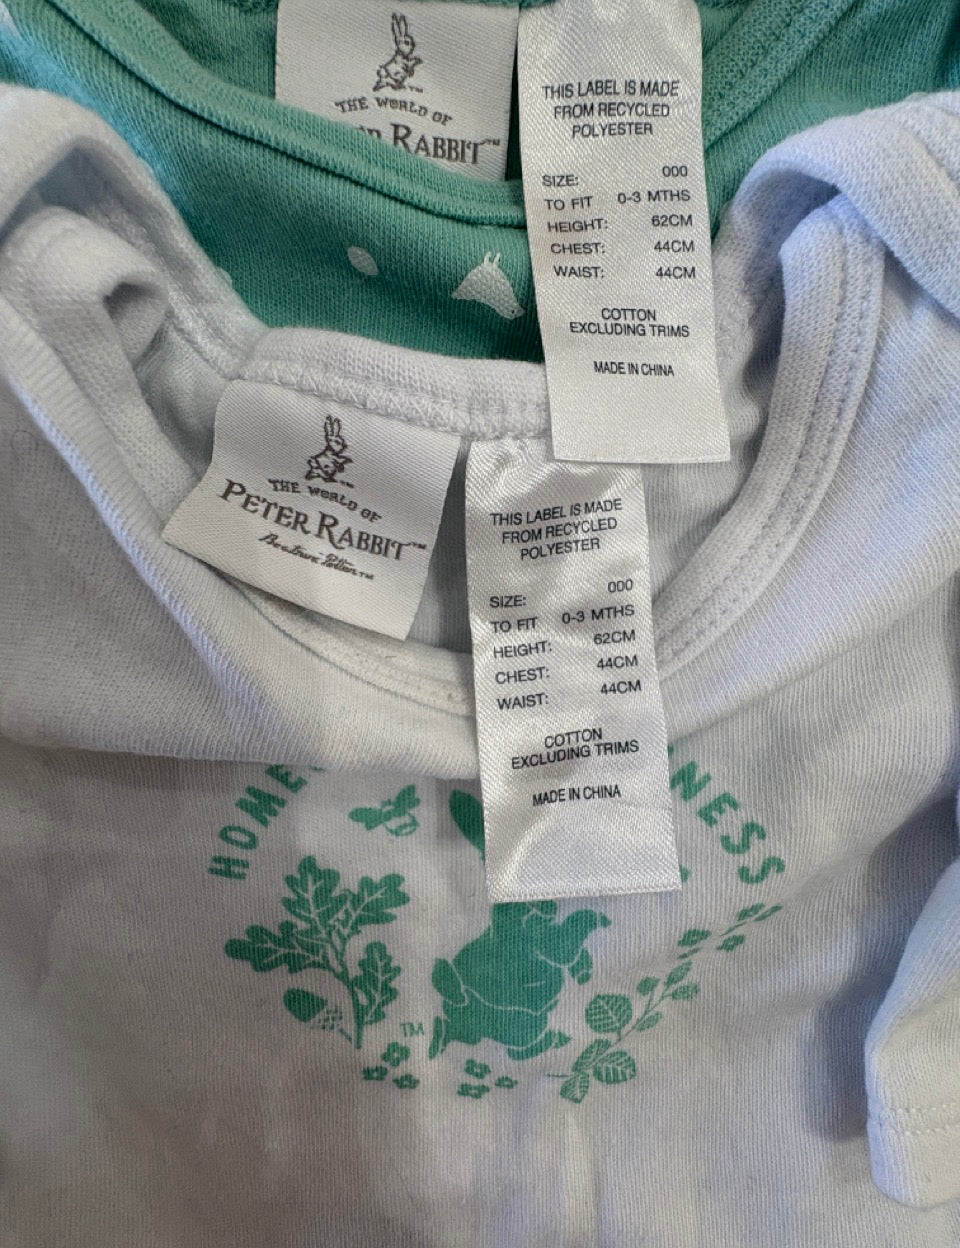 THE WORLD OF
RABBIT™
THIS LABEL IS MADE
FROM RECYCLED
POLYESTER
SIZE: 000
TO FIT 0-3 MTHS
HEIGHT: 62CM
CHEST: 44CM
WAIST: 44CM
COTTON
EXCLUDING TRIMS
MADE IN CHINA
THE WORLD OF
PETER RABBIT™
Beatrix Potter™
THIS LABEL IS MADE
FROM RECYCLED
POLYESTER
SIZE: 000
TO FIT 0-3 MTHS
HEIGHT: 62CM
CHEST: 44CM
WAIST: 44CM
COTTON
EXCLUDING TRIMS
MADE IN CHINA
TM